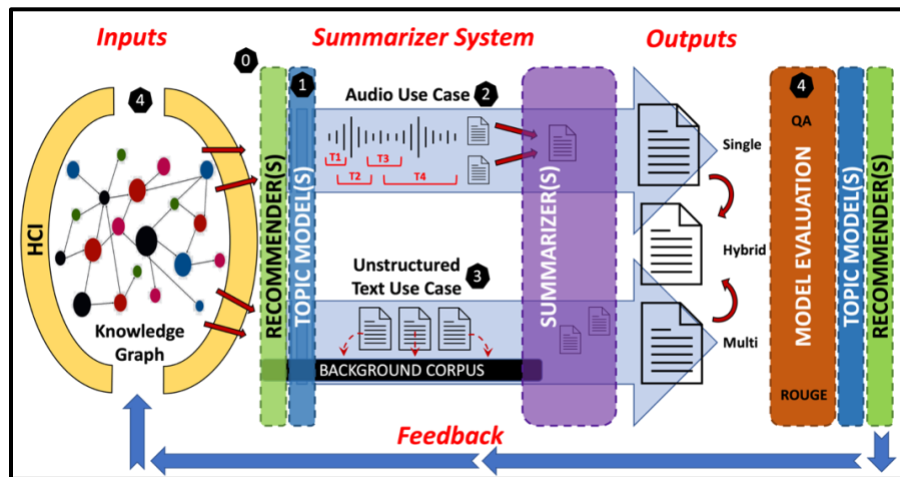 Inputs
Summarizer System
Outputs
0
4
1
4
Audio Use Case 2
QA
T1
T3
T2
T4
Single
HCI
RECOMMENDER(S)
TOPIC MODEL(S)
SUMMARIZER(S)
Hybrid
MODEL EVALUATION
TOPIC MODEL(S)
RECOMMENDER(S)
Unstructured
Text Use Case 3
Knowledge
Graph
Multi
BACKGROUND CORPUS
ROUGE
Feedback